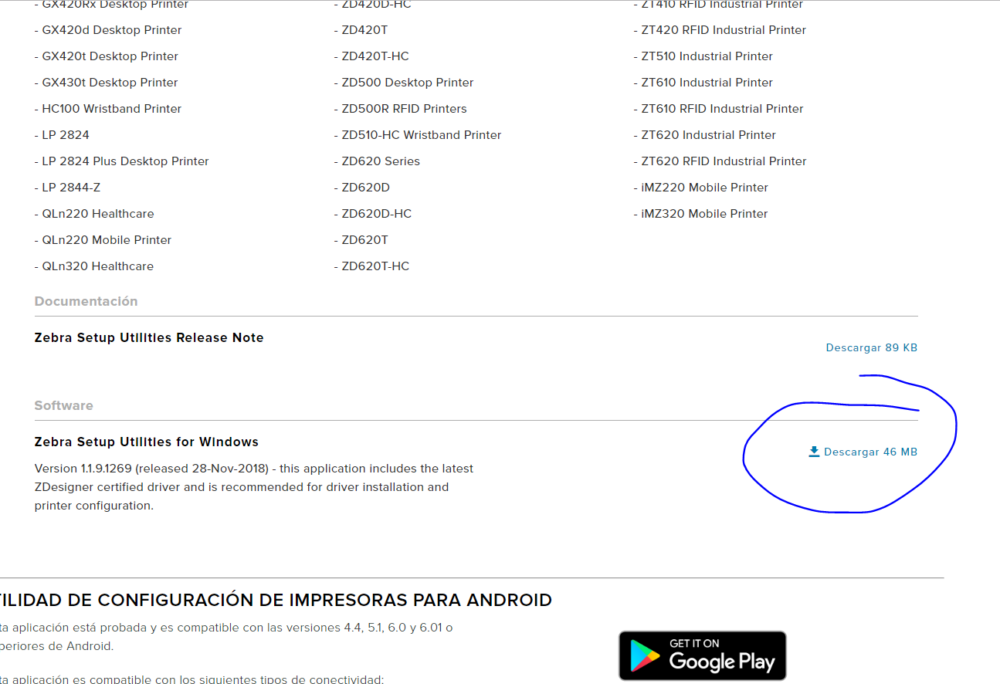 - GX420Rx Desktop Printer
- GX420d Desktop Printer
- GX420t Desktop Printer
- GX430t Desktop Printer
- HC100 Wristband Printer
- LP 2824
- LP 2824 Plus Desktop Printer
- LP 2844-Z
- QLn220 Healthcare
- QLn220 Mobile Printer
- QLn320 Healthcare
- ZD420D-HC
- ZD420T
- ZD420T-HC
- ZD500 Desktop Printer
- ZD500R RFID Printers
- ZD510-HC Wristband Printer
- ZD620 Series
- ZD620D
- ZD620D-HC
- ZD620T
- ZD620T-HC
- ZT410 RFID Industrial Printer
- ZT420 RFID Industrial Printer
- ZT510 Industrial Printer
- ZT610 Industrial Printer
- ZT610 RFID Industrial Printer
- ZT620 Industrial Printer
- ZT620 RFID Industrial Printer
- iMZ220 Mobile Printer
- iMZ320 Mobile Printer
Documentación
Zebra Setup Utilities Release Note
Descargar 89 KB
Software
Zebra Setup Utilities for Windows
Descargar 46 MB
Version 1.1.9.1269 (released 28-Nov-2018) - this application includes the latest
ZDesigner certified driver and is recommended for driver installation and
printer configuration.
TILIDAD DE CONFIGURACIÓN DE IMPRESORAS PARA ANDROID
ta aplicación está probada y es compatible con las versiones 4.4, 5.1, 6.0 y 6.01 o
periores de Android.
GET IT ON
Google Play
ta aplicación es compatible con los siguientes tipos de conectividad: